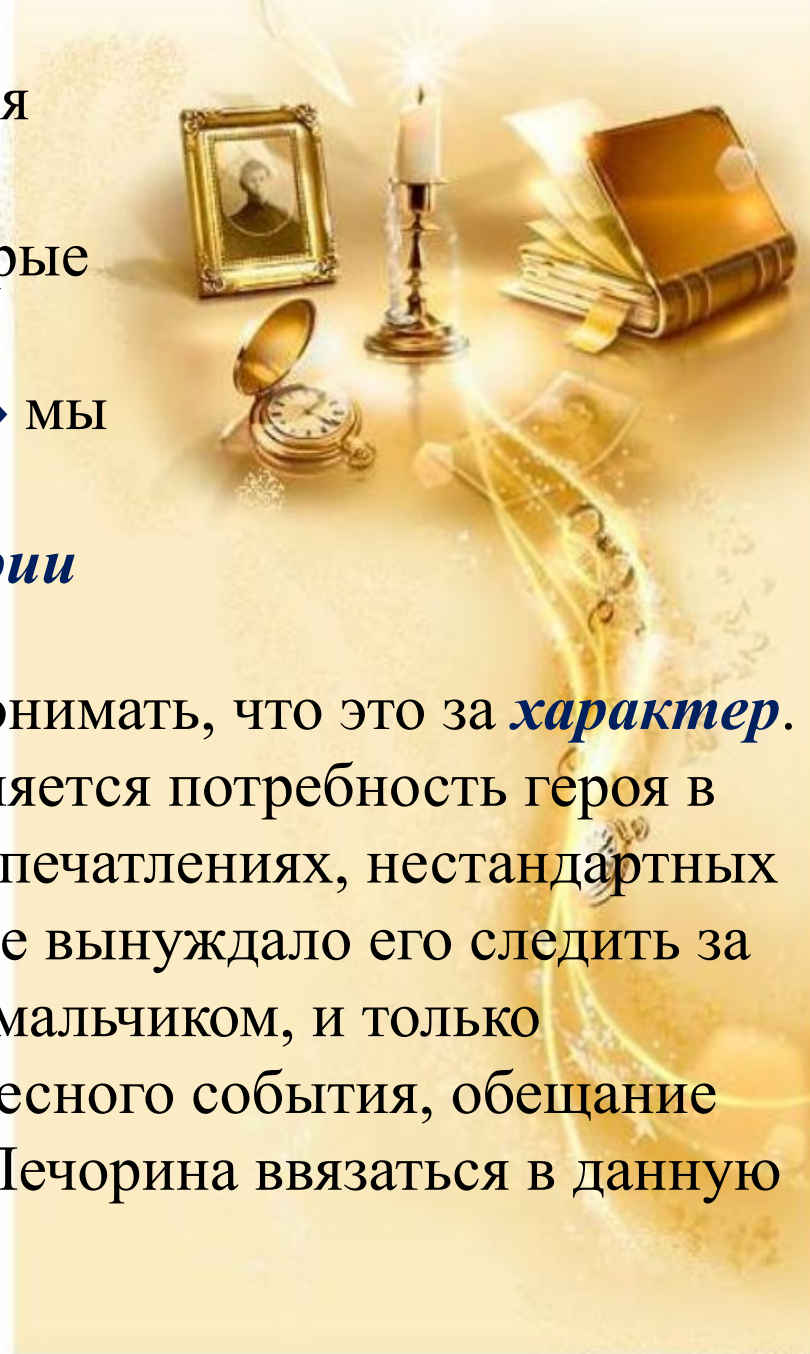 я
рые
» мы
рии
онимать, что это за характер.
ляется потребность героя в
печатлениях, нестандартных
е вынуждало его следить за
мальчиком, и только
есного события, обещание
Печорина ввязаться в данную